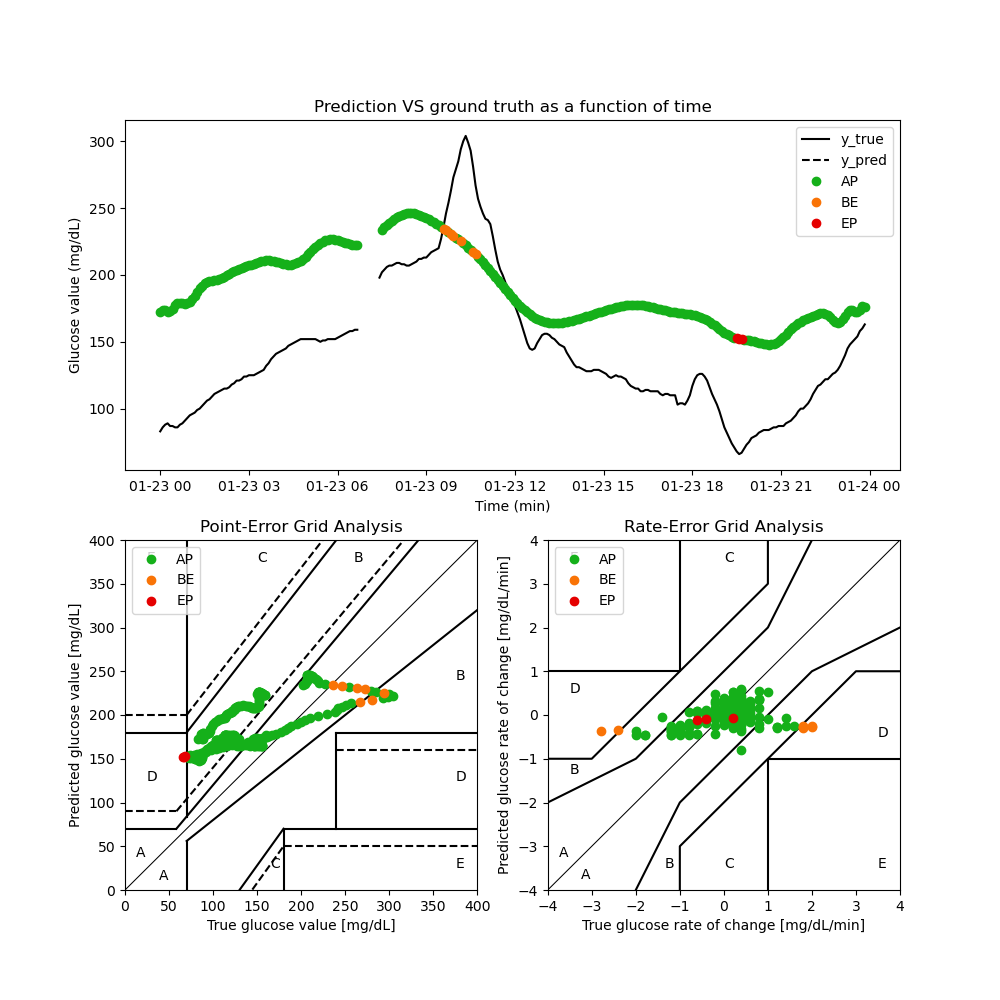 Prediction VS ground truth as a function of time
Glucose value (mg/dL)
300
250
200
150
100
y_true
y_pred
AP
BE
EP
01-23 00 01-23 03 01-23 06 01-23 09 01-23 12 01-23 15 01-23 18 01-23 21 01-24 00
Time (min)
Point-Error Grid Analysis
Predicted glucose value [mg/dL]
400
350
300
250
200
150
100
50
0
AP
BE
EP
C
B
B
D
D
A
A
C
E
0 50 100 150 200 250 300 350 400
True glucose value [mg/dL]
Rate-Error Grid Analysis
Predicted glucose rate of change [mg/dL/min]
4
3
2
1
0
−1
−2
−3
−4
AP
BE
EP
C
D
D
B
A
A
B
C
E
−4 −3 −2 −1 0 1 2 3 4
True glucose rate of change [mg/dL/min]